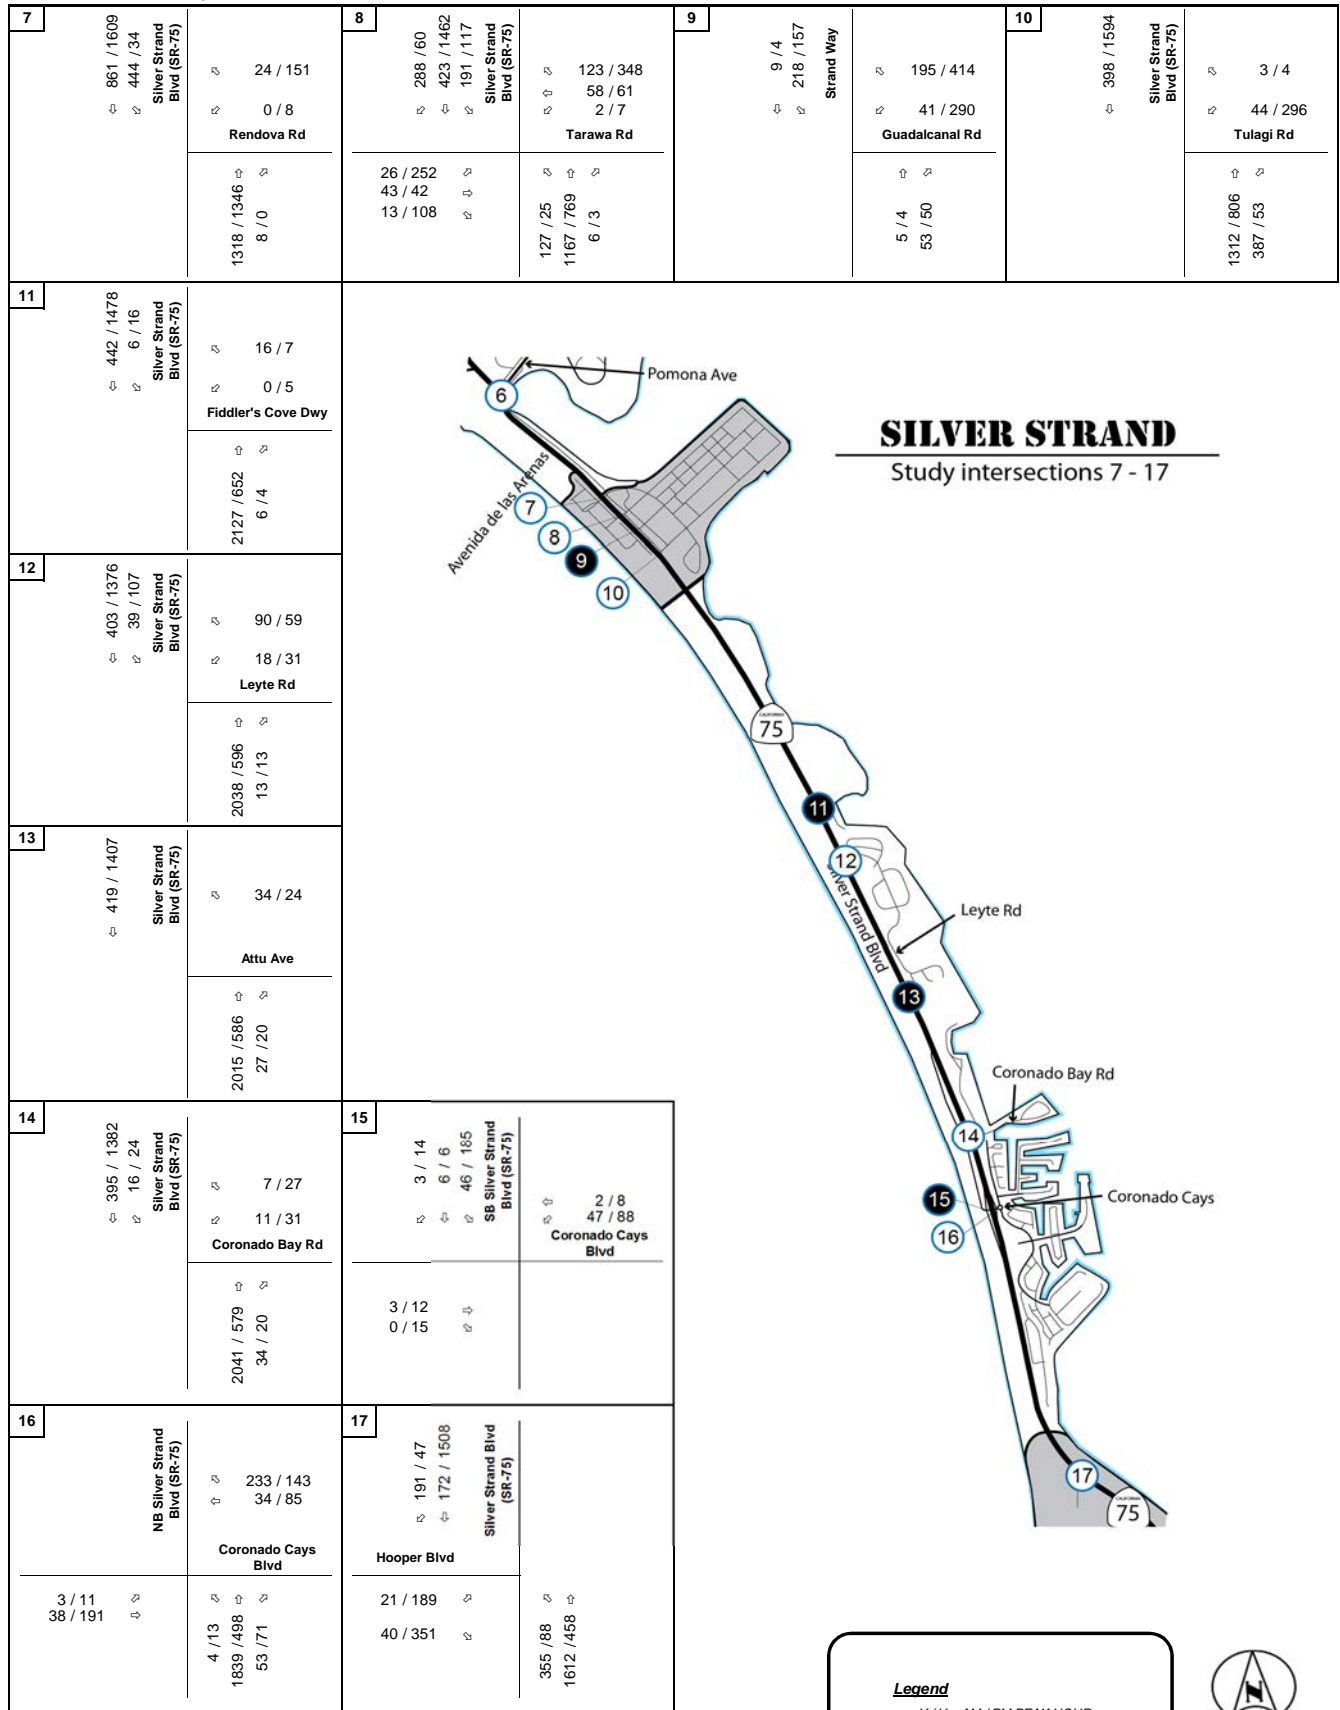 7
861 / 1609
444 / 34
Silver Strand
Blvd (SR-75)
24 / 151
0 / 8
Rendova Rd
1318 / 1346
8 / 0
8
288 / 60
423 / 1462
191 / 117
Silver Strand
Blvd (SR-75)
123 / 348
58 / 61
2 / 7
Tarawa Rd
26 / 252
43 / 42
13 / 108
127 / 25
1167 / 769
6 / 3
9
9 / 4
218 / 157
Strand Way
195 / 414
41 / 290
Guadalcanal Rd
5 / 4
53 / 50
10
398 / 1594
Silver Strand
Blvd (SR-75)
3 / 4
44 / 296
Tulagi Rd
1312 / 806
387 / 53
11
442 / 1478
6 / 16
Silver Strand
Blvd (SR-75)
16 / 7
0 / 5
Fiddler's Cove Dwy
2127 / 652
6 / 4
12
403 / 1376
39 / 107
Silver Strand
Blvd (SR-75)
90 / 59
18 / 31
Leyte Rd
2038 / 596
13 / 13
13
419 / 1407
Silver Strand
Blvd (SR-75)
34 / 24
Attu Ave
2015 / 586
27 / 20
14
395 / 1382
16 / 24
Silver Strand
Blvd (SR-75)
7 / 27
11 / 31
Coronado Bay Rd
2041 / 579
34 / 20
15
3 / 14
6 / 6
46 / 185
SB Silver Strand
Blvd (SR-75)
2 / 8
47 / 88
Coronado Cays
Blvd
3 / 12
0 / 15
16
NB Silver Strand
Blvd (SR-75)
233 / 143
34 / 85
Coronado Cays
Blvd
3 / 11
38 / 191
4 / 13
1839 / 498
53 / 71
17
191 / 47
172 / 1508
Silver Strand Blvd
(SR-75)
Hooper Blvd
21 / 189
40 / 351
355 / 88
1612 / 458
SILVER STRAND
Study intersections 7 - 17
Pomona Ave
6
Avenida de las Arenas
7
8
9
10
CALIFORNIA
75
11
12
Silver Strand Blvd
Leyte Rd
13
Coronado Bay Rd
14
15
Coronado Cays
16
17
CALIFORNIA
75
Legend
N